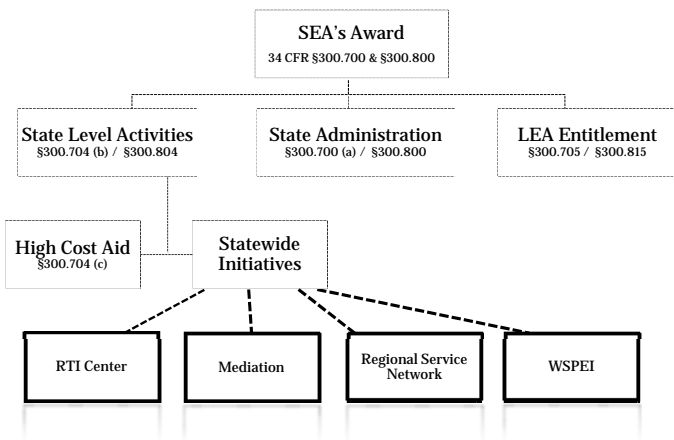 SEA's Award
34 CFR §300.700 & §300.800
State Level Activities
§300.704 (b) / §300.804
State Administration
§300.700 (a) / §300.800
LEA Entitlement
§300.705 / §300.815
High Cost Aid
§300.704 (c)
Statewide
Initiatives
RTI Center
Mediation
Regional Service
Network
WSPEI